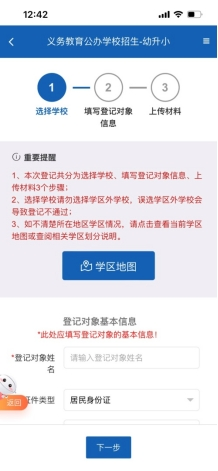 12:42
义务教育公办学校招生-幼升小
1
2
3
选择学校
填写登记对象
信息
上传材料
重要提醒
1、本次登记共分为选择学校、填写登记对象信息、上
传材料3个步骤；
2、选择学校请勿选择学区外学校，误选学区外学校会
导致登记不通过；
3、如不清楚所在地区学区情况，请点击查看当前学区
地图或查阅相关学区划分说明。
学区地图
登记对象基本信息
*此处应填写登记对象的基本信息！
*登记对象姓
名
请输入登记对象姓名
证件类型
居民身份证
返回
下一步